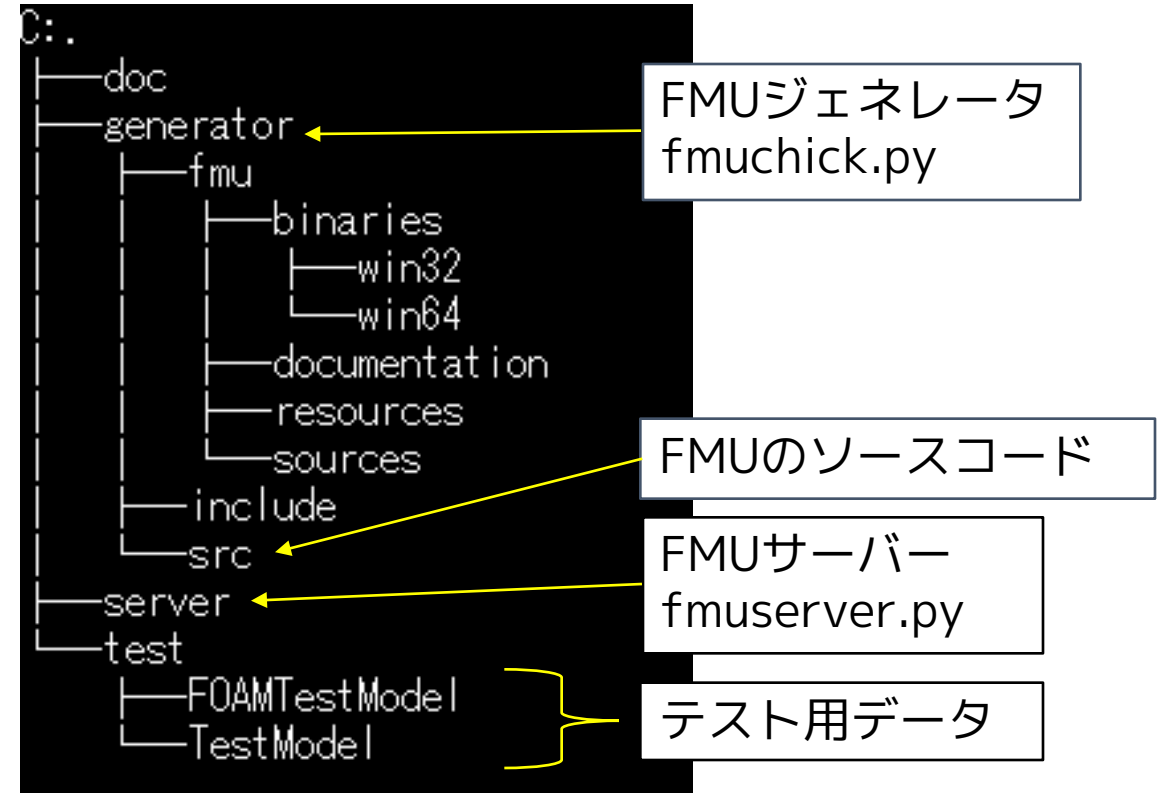 C:.
├──doc
├──generator
│   ├──fmu
│   │   ├──binaries
│   │   │   ├──win32
│   │   │   └──win64
│   │   ├──documentation
│   │   ├──resources
│   │   └──sources
│   ├──include
│   └──src
├──server
└──test
    ├──FOAMTestModel
    └──TestModel
FMUジェネレータ
fmuchick.py
FMUのソースコード
FMUサーバー
fmuserver.py
テスト用データ